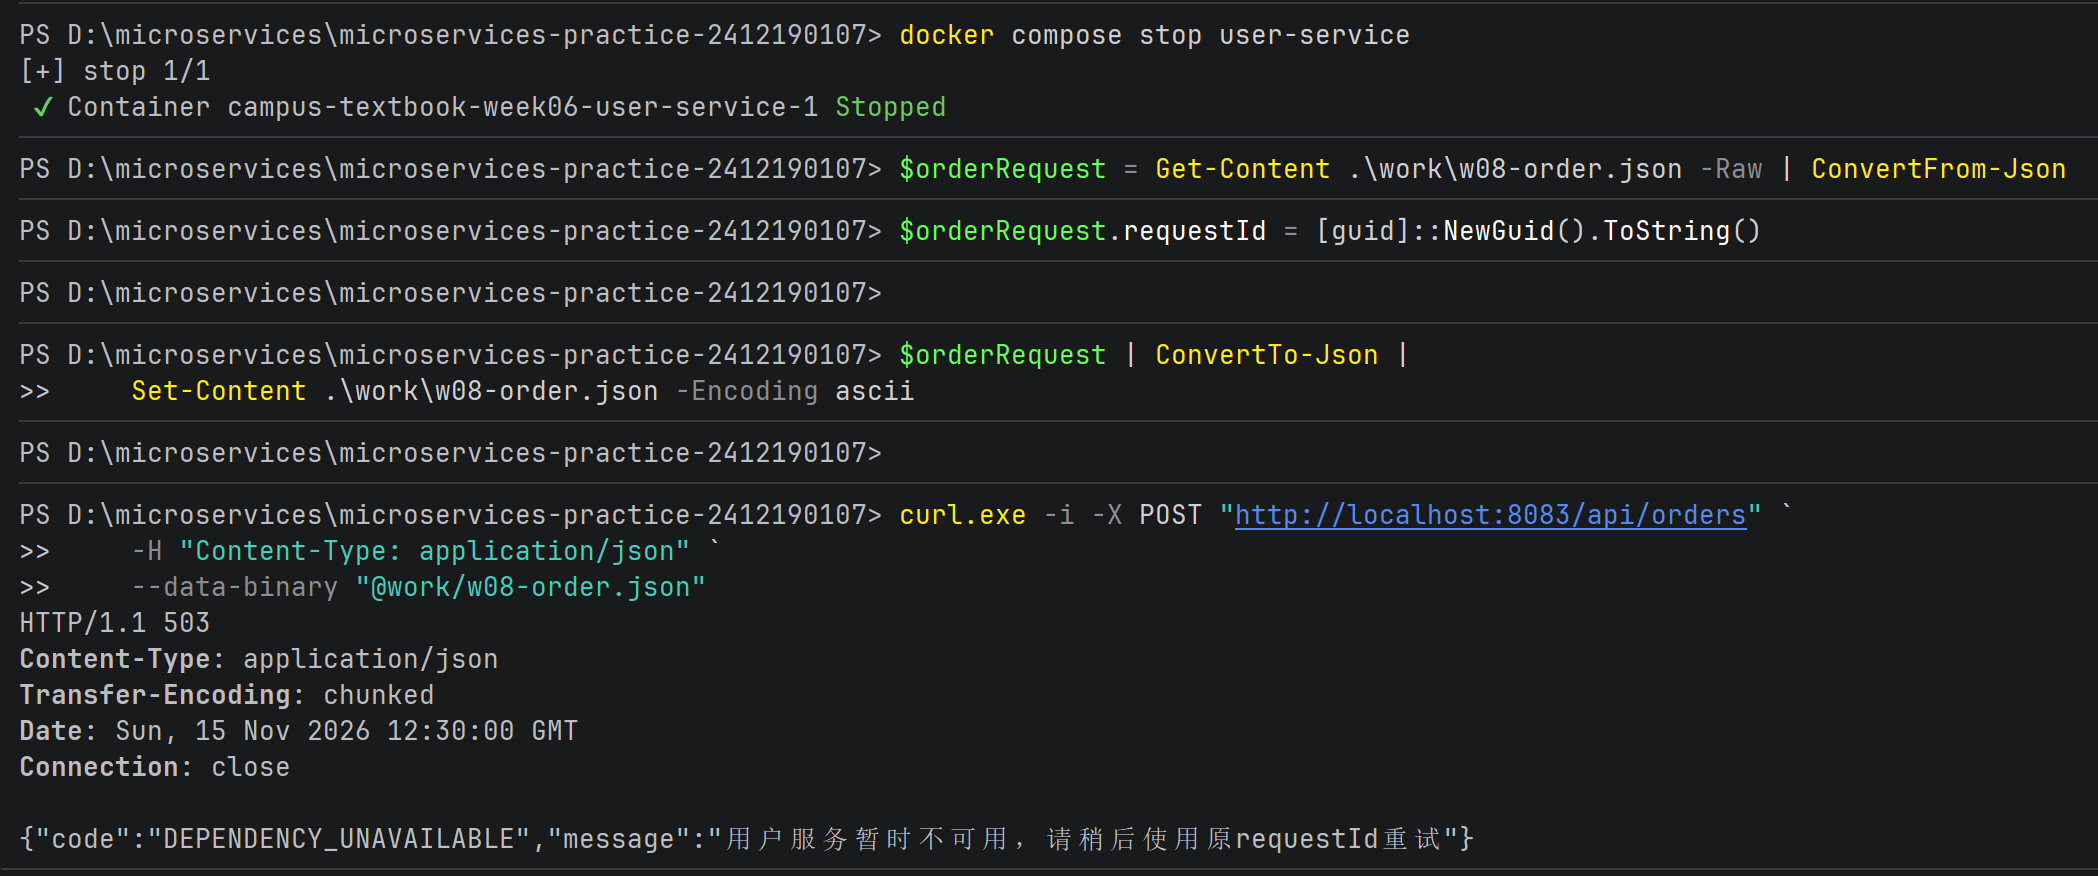 PS D:\microservices\microservices-practice-2412190107> docker compose stop user-service
[+] stop 1/1
✓ Container campus-textbook-week06-user-service-1 Stopped
PS D:\microservices\microservices-practice-2412190107> $orderRequest = Get-Content .\work\w08-order.json -Raw | ConvertFrom-Json
PS D:\microservices\microservices-practice-2412190107> $orderRequest.requestId = [guid]::NewGuid().ToString()
PS D:\microservices\microservices-practice-2412190107>
PS D:\microservices\microservices-practice-2412190107> $orderRequest | ConvertTo-Json |
>>     Set-Content .\work\w08-order.json -Encoding ascii
PS D:\microservices\microservices-practice-2412190107>
PS D:\microservices\microservices-practice-2412190107> curl.exe -i -X POST "http://localhost:8083/api/orders" `
>>     -H "Content-Type: application/json" `
>>     --data-binary "@work/w08-order.json"
HTTP/1.1 503
Content-Type: application/json
Transfer-Encoding: chunked
Date: Sun, 15 Nov 2026 12:30:00 GMT
Connection: close
{"code":"DEPENDENCY_UNAVAILABLE","message":"用户服务暂时不可用，请稍后使用原requestId重试"}